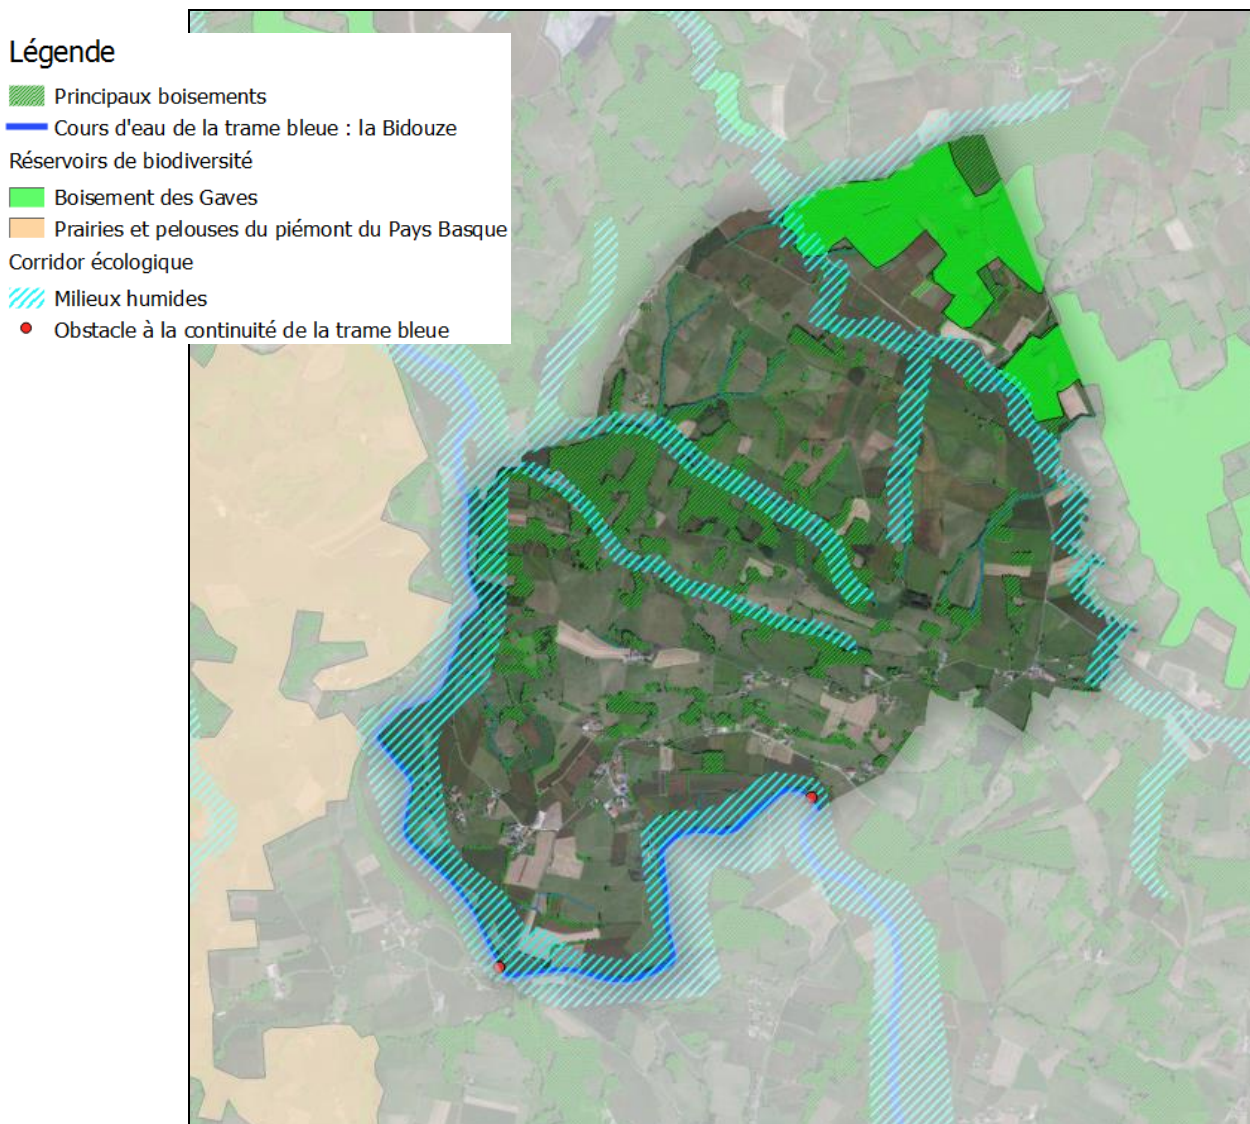 Légende
Principaux boisements
Cours d'eau de la trame bleue : la Bidouze
Réservoirs de biodiversité
Boisement des Gaves
Prairies et pelouses du piémont du Pays Basque
Corridor écologique
Milieux humides
Obstacle à la continuité de la trame bleue